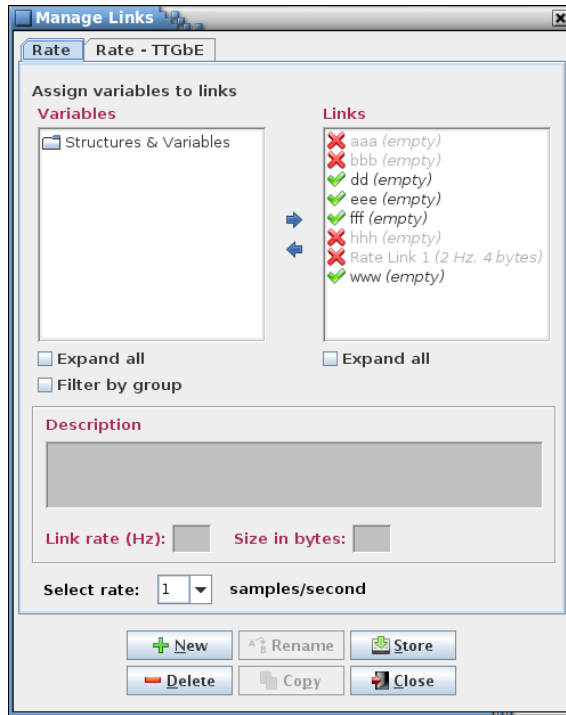 Manage Links
Rate
Rate - TTGbE
Assign variables to links
Variables
Links
Structures & Variables
aaa (empty)
bbb (empty)
dd (empty)
eee (empty)
fff (empty)
hhh (empty)
Rate Link 1 (2 Hz, 4 bytes)
www (empty)
Expand all
Expand all
Filter by group
Description
Link rate (Hz):
Size in bytes:
Select rate: 1 samples/second
New
Rename
Store
Delete
Copy
Close